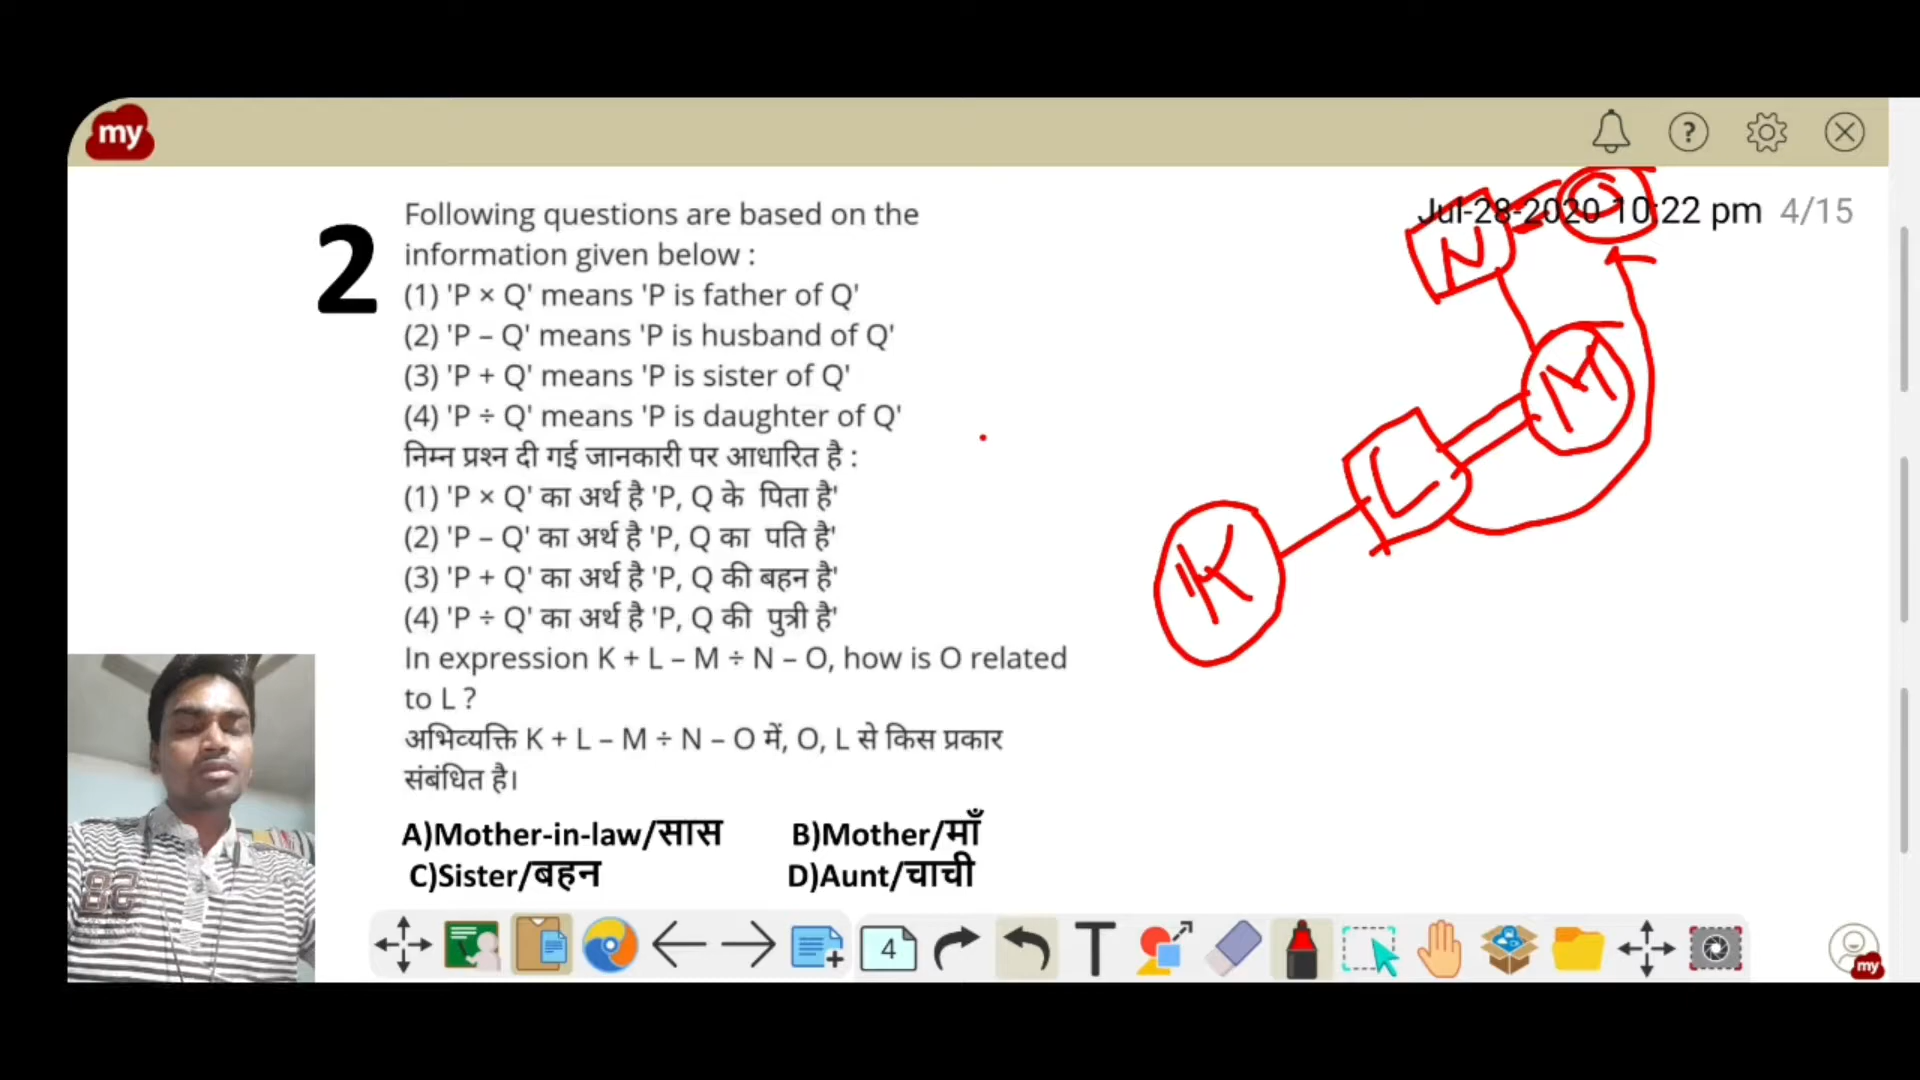 my
Jul-28-2020 10:22 pm 4/15
2
Following questions are based on the
information given below :
(1) 'P × Q' means 'P is father of Q'
(2) 'P – Q' means 'P is husband of Q'
(3) 'P + Q' means 'P is sister of Q'
(4) 'P ÷ Q' means 'P is daughter of Q'
निम्न प्रश्न दी गई जानकारी पर आधारित है :
(1) 'P × Q' का अर्थ है 'P, Q के पिता है'
(2) 'P – Q' का अर्थ है 'P, Q का पति है'
(3) 'P + Q' का अर्थ है 'P, Q की बहन है'
(4) 'P ÷ Q' का अर्थ है 'P, Q की पुत्री है'
In expression K + L – M ÷ N – O, how is O related
to L ?
अभिव्यक्ति K + L – M ÷ N – O में, O, L से किस प्रकार
संबंधित है।
A)Mother-in-law/सास B)Mother/माँ
C)Sister/बहन D)Aunt/चाची
N O
M
L
K
82
4 T
my